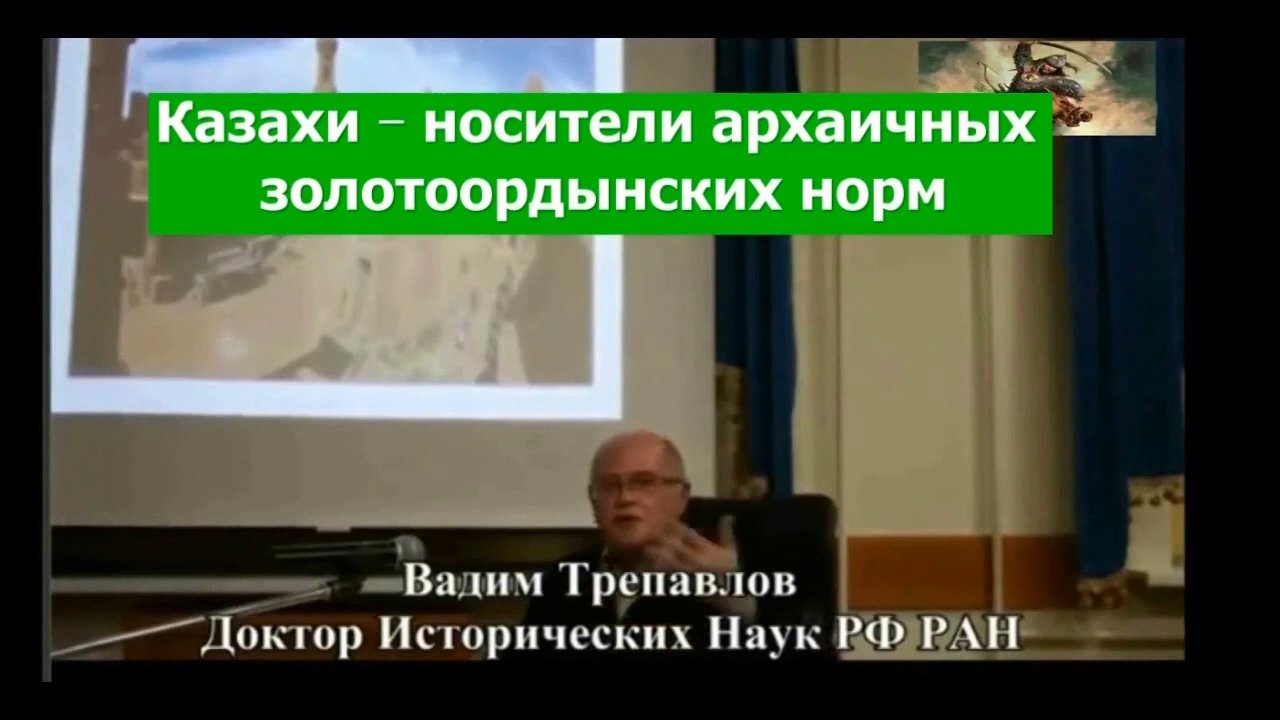 Казахи – носители архаичных
золотоордынских норм
Вадим Трепавлов
Доктор Исторических Наук РФ РАН